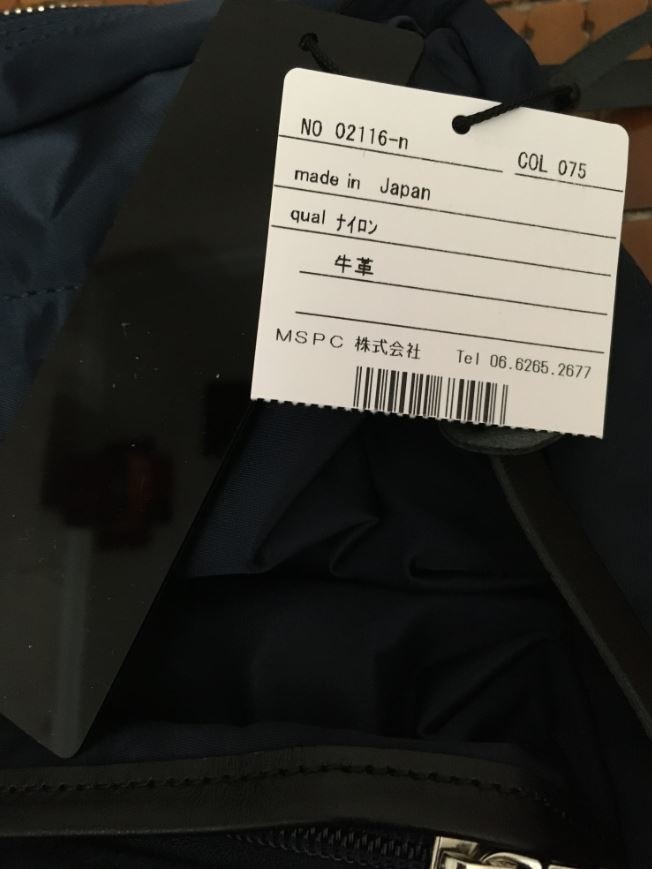 NO 02116-n COL 075
made in Japan
qual ナイロン
牛革
MSPC 株式会社 Tel 06.6265.2677